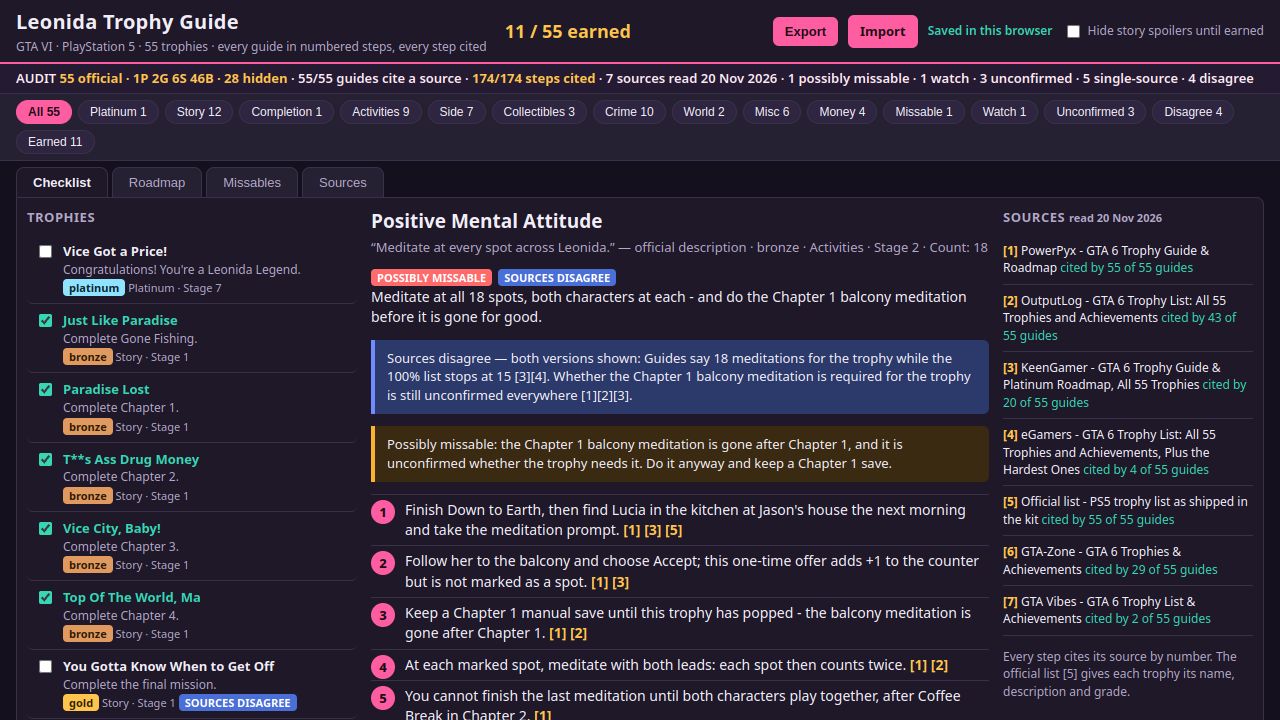 Leonida Trophy Guide
GTA VI · PlayStation 5 · 55 trophies · every guide in numbered steps, every step cited
11 / 55 earned
Export
Import
Saved in this browser
Hide story spoilers until earned
AUDIT 55 official · 1P 2G 6S 46B · 28 hidden · 55/55 guides cite a source · 174/174 steps cited · 7 sources read 20 Nov 2026 · 1 possibly missable · 1 watch · 3 unconfirmed · 5 single-source · 4 disagree
All 55
Platinum 1
Story 12
Completion 1
Activities 9
Side 7
Collectibles 3
Crime 10
World 2
Misc 6
Money 4
Missable 1
Watch 1
Unconfirmed 3
Disagree 4
Earned 11
Checklist
Roadmap
Missables
Sources
TROPHIES
Vice Got a Price!
Congratulations! You're a Leonida Legend.
platinum Platinum · Stage 7
Just Like Paradise
Complete Gone Fishing.
bronze Story · Stage 1
Paradise Lost
Complete Chapter 1.
bronze Story · Stage 1
T**s Ass Drug Money
Complete Chapter 2.
bronze Story · Stage 1
Vice City, Baby!
Complete Chapter 3.
bronze Story · Stage 1
Top Of The World, Ma
Complete Chapter 4.
bronze Story · Stage 1
You Gotta Know When to Get Off
Complete the final mission.
gold Story · Stage 1 SOURCES DISAGREE
Positive Mental Attitude
“Meditate at every spot across Leonida.” — official description · bronze · Activities · Stage 2 · Count: 18
POSSIBLY MISSABLE SOURCES DISAGREE
Meditate at all 18 spots, both characters at each - and do the Chapter 1 balcony meditation
before it is gone for good.
Sources disagree — both versions shown: Guides say 18 meditations for the trophy while the
100% list stops at 15 [3][4]. Whether the Chapter 1 balcony meditation is required for the trophy
is still unconfirmed everywhere [1][2][3].
Possibly missable: the Chapter 1 balcony meditation is gone after Chapter 1, and it is
unconfirmed whether the trophy needs it. Do it anyway and keep a Chapter 1 save.
1 Finish Down to Earth, then find Lucia in the kitchen at Jason's house the next morning
and take the meditation prompt. [1] [3] [5]
2 Follow her to the balcony and choose Accept; this one-time offer adds +1 to the counter
but is not marked as a spot. [1] [3]
3 Keep a Chapter 1 manual save until this trophy has popped - the balcony meditation is
gone after Chapter 1. [1] [2]
4 At each marked spot, meditate with both leads: each spot then counts twice. [1] [2]
5 You cannot finish the last meditation until both characters play together, after Coffee
Break in Chapter 2. [1]
SOURCES read 20 Nov 2026
[1] PowerPyx - GTA 6 Trophy Guide &
Roadmap cited by 55 of 55 guides
[2] OutputLog - GTA 6 Trophy List: All 55
Trophies and Achievements cited by 43 of
55 guides
[3] KeenGamer - GTA 6 Trophy Guide &
Platinum Roadmap, All 55 Trophies cited by
20 of 55 guides
[4] eGamers - GTA 6 Trophy List: All 55
Trophies and Achievements, Plus the
Hardest Ones cited by 4 of 55 guides
[5] Official list - PS5 trophy list as shipped in
the kit cited by 55 of 55 guides
[6] GTA-Zone - GTA 6 Trophies &
Achievements cited by 29 of 55 guides
[7] GTA Vibes - GTA 6 Trophy List &
Achievements cited by 2 of 55 guides
Every step cites its source by number. The
official list [5] gives each trophy its name,
description and grade.